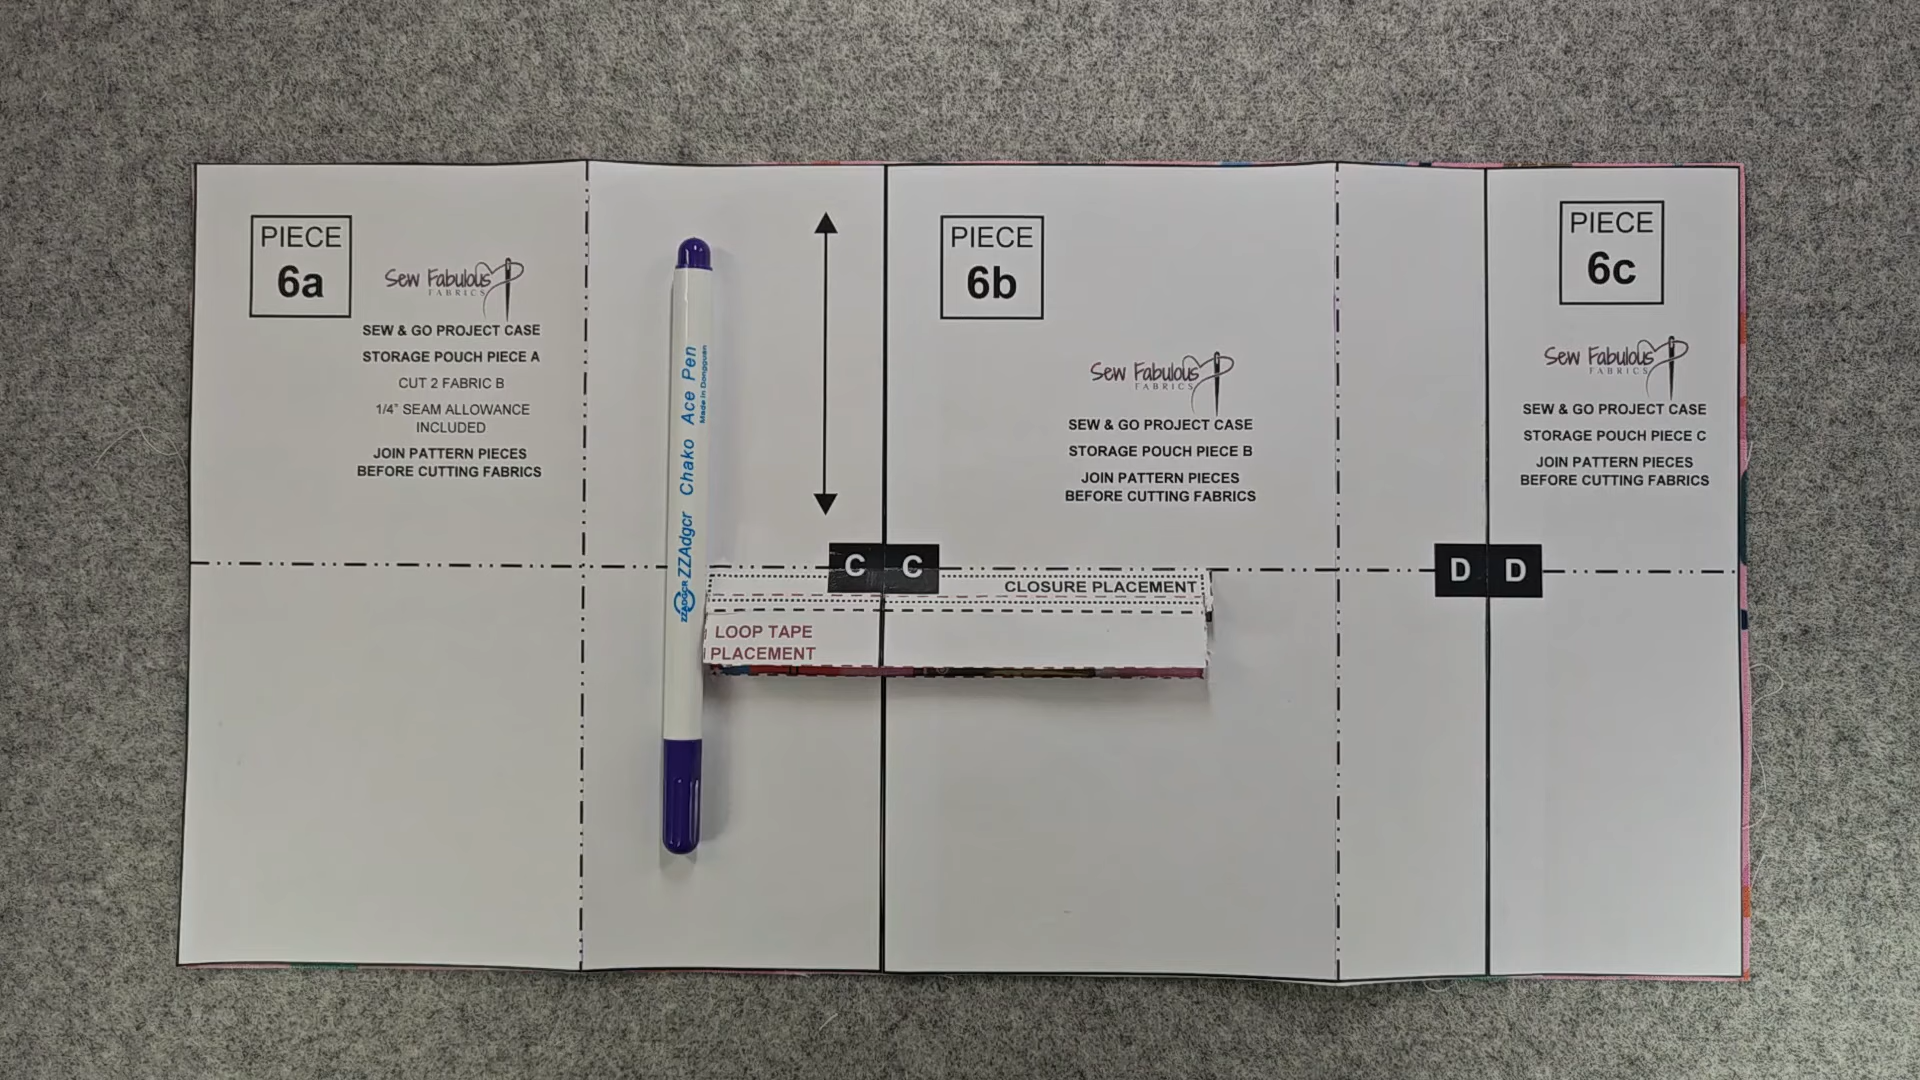 PIECE
6a
Sew Fabulous
FABRICS
SEW & GO PROJECT CASE
STORAGE POUCH PIECE A
CUT 2 FABRIC B
1/4" SEAM ALLOWANCE
INCLUDED
JOIN PATTERN PIECES
BEFORE CUTTING FABRICS
ZZADGCR ZZAdgcr Chako Ace Pen
Made in Dongguan
PIECE
6b
Sew Fabulous
FABRICS
SEW & GO PROJECT CASE
STORAGE POUCH PIECE B
JOIN PATTERN PIECES
BEFORE CUTTING FABRICS
PIECE
6c
Sew Fabulous
FABRICS
SEW & GO PROJECT CASE
STORAGE POUCH PIECE C
JOIN PATTERN PIECES
BEFORE CUTTING FABRICS
C C
D D
CLOSURE PLACEMENT
LOOP TAPE
PLACEMENT